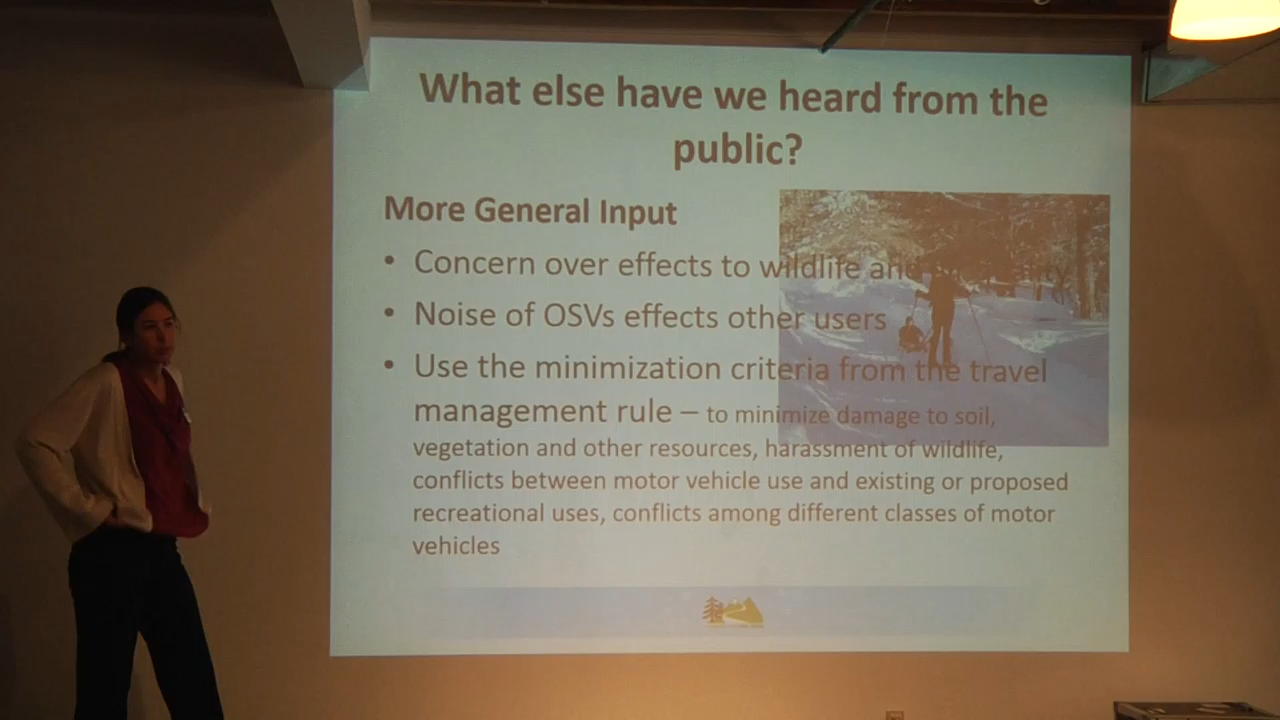 What else have we heard from the
public?
More General Input
• Concern over effects to wildlife and
• Noise of OSVs effects other users
• Use the minimization criteria from the travel
management rule – to minimize damage to soil,
vegetation and other resources, harassment of wildlife,
conflicts between motor vehicle use and existing or proposed
recreational uses, conflicts among different classes of motor
vehicles